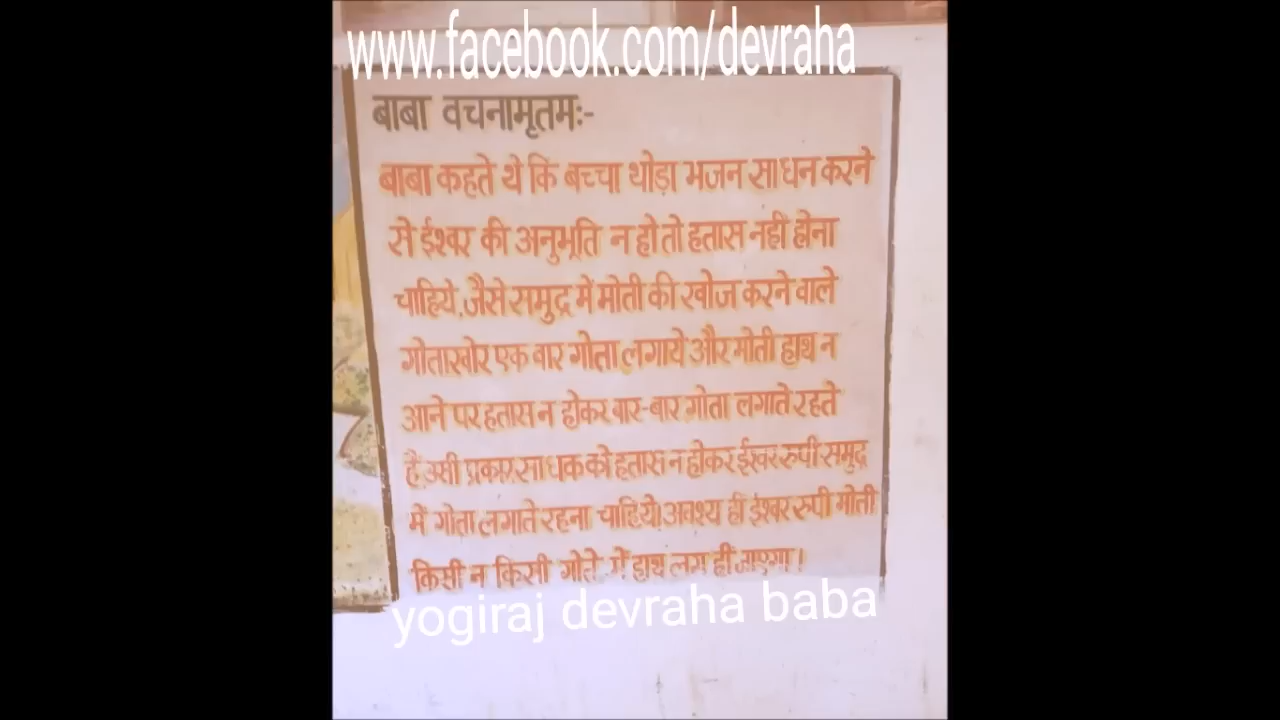 www.facebook.com/devraha
बाबा वचनामृतमः-
बाबा कहते थे कि बच्चा थोड़ा भजन साधन करने
से ईश्वर की अनुभूति न हो तो हतास नहीं होना
चाहिये,जैसे समुद्र में मोती की खोज करने वाले
गोताखोर एक बार गोता लगाये और मोती हाथ न
आने पर हतास न होकर बार-बार गोता लगाते रहते
है,उसी प्रकार साधक को हतास न होकर ईश्वर रुपी समुद्र
में गोता लगाते रहना चाहिये।अवश्य ही ईश्वर रुपी मोती
किसी न किसी गोते में हाथ लग ही जाएगा।
yogiraj devraha baba